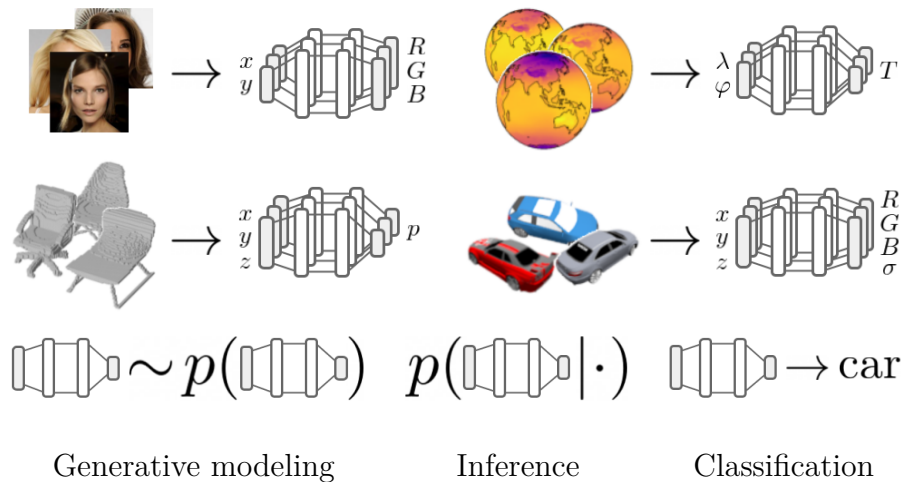 x
y
R
G
B
λ
φ
T
x
y
z
p
x
y
z
R
G
B
σ
∼ p( )
p( |·)
→ car
Generative modeling
Inference
Classification